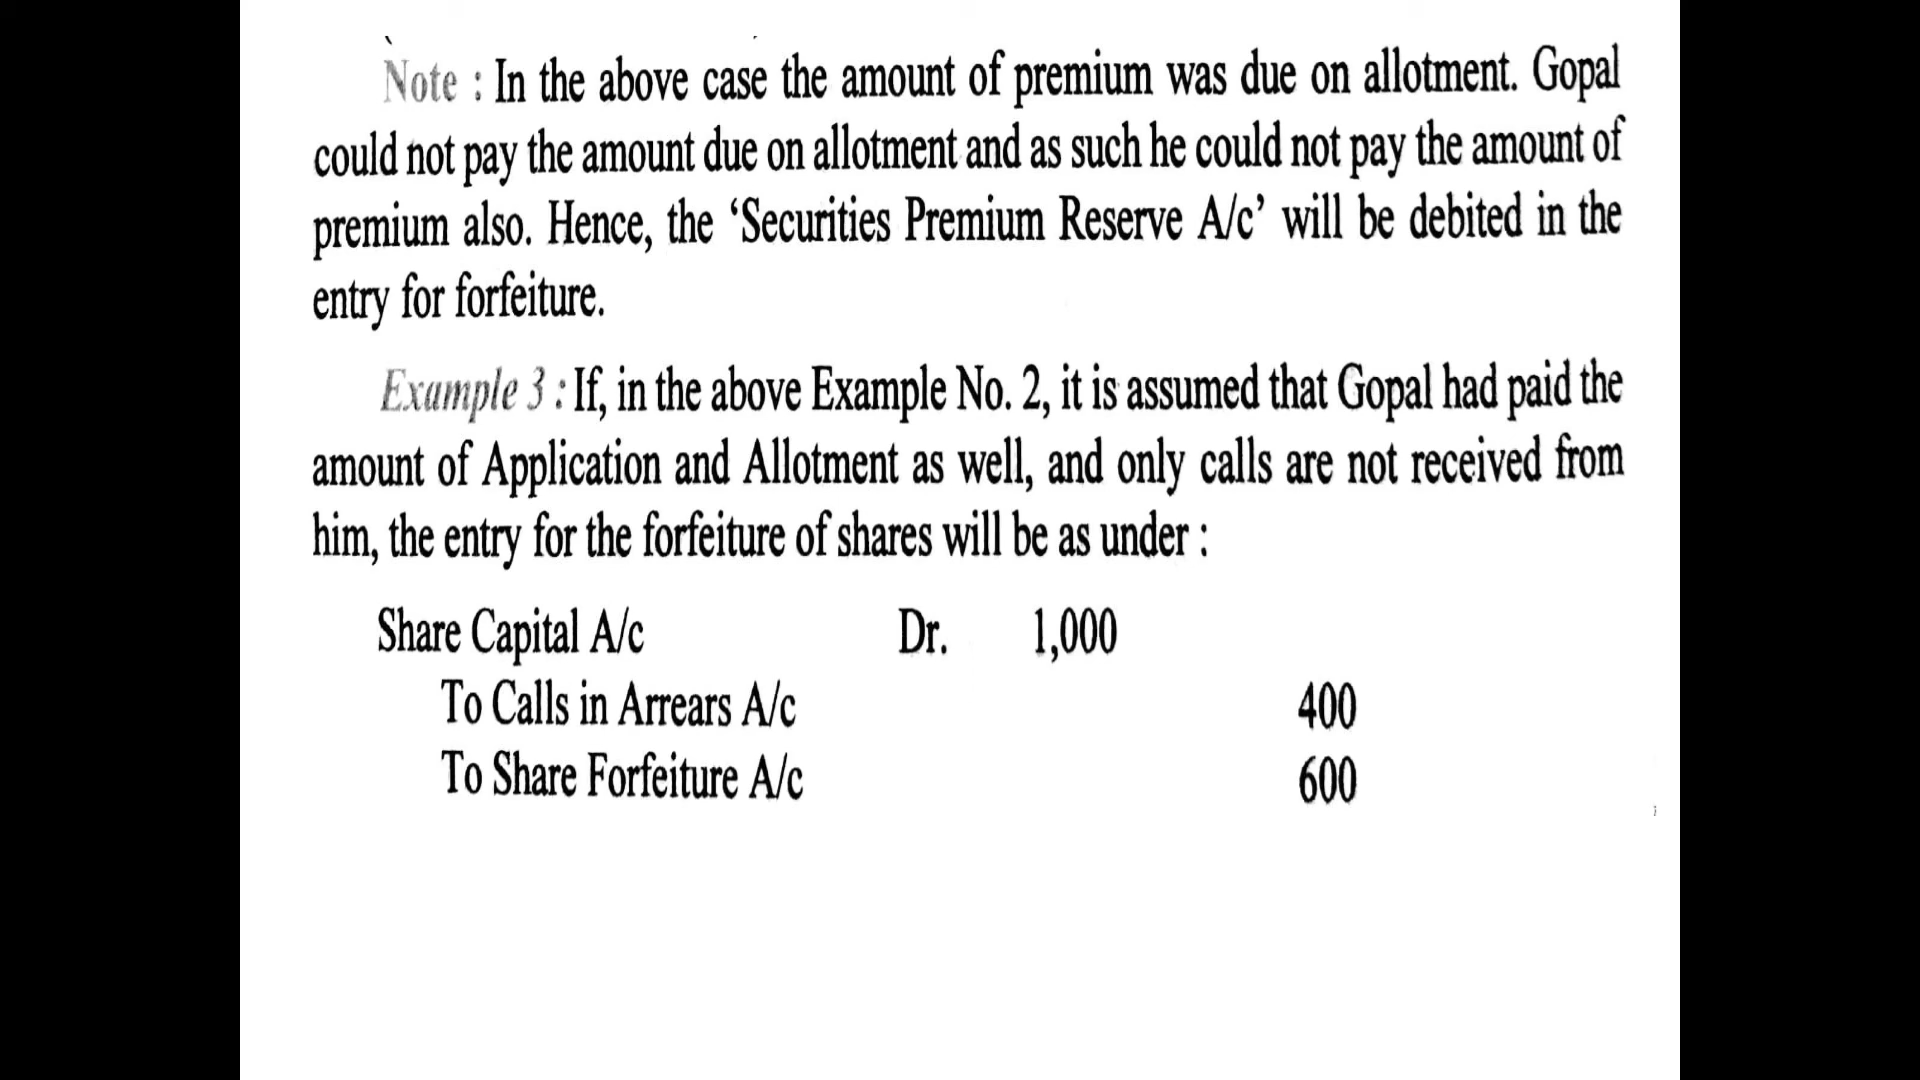 Note : In the above case the amount of premium was due on allotment. Gopal
could not pay the amount due on allotment and as such he could not pay the amount of
premium also. Hence, the ‘Securities Premium Reserve A/c’ will be debited in the
entry for forfeiture.
Example 3 : If, in the above Example No. 2, it is assumed that Gopal had paid the
amount of Application and Allotment as well, and only calls are not received from
him, the entry for the forfeiture of shares will be as under :
Share Capital A/c Dr. 1,000
To Calls in Arrears A/c 400
To Share Forfeiture A/c 600